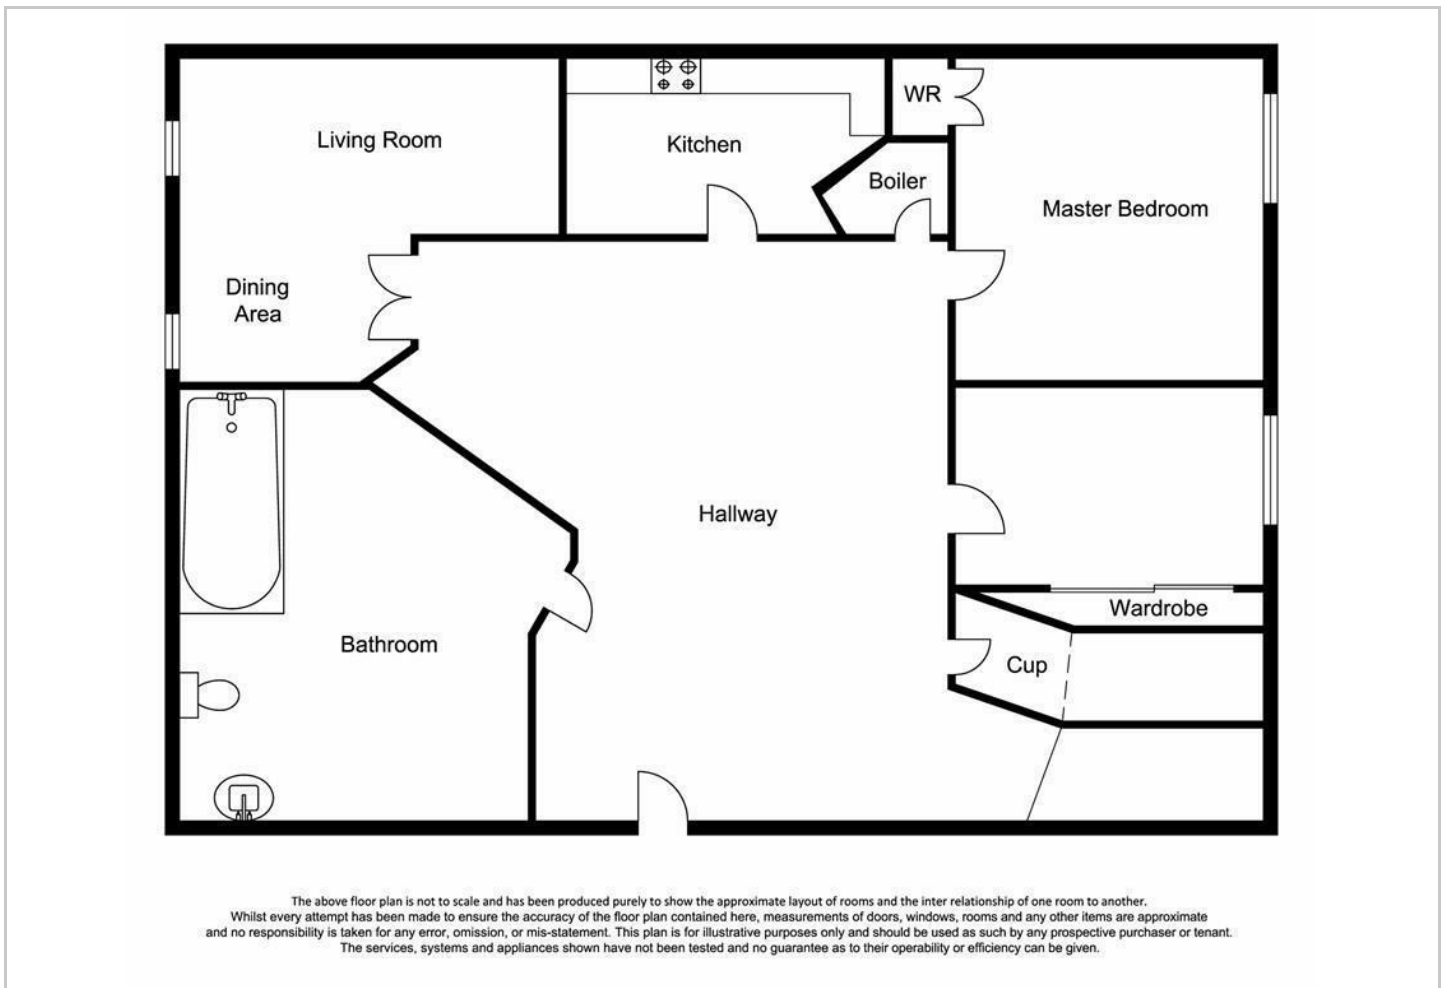 Living Room
Kitchen
WR
Boiler
Master Bedroom
Dining
Area
Hallway
Wardrobe
Bathroom
Cup
The above floor plan is not to scale and has been produced purely to show the approximate layout of rooms and the inter relationship of one room to another.
Whilst every attempt has been made to ensure the accuracy of the floor plan contained here, measurements of doors, windows, rooms and any other items are approximate
and no responsibility is taken for any error, omission, or mis-statement. This plan is for illustrative purposes only and should be used as such by any prospective purchaser or tenant.
The services, systems and appliances shown have not been tested and no guarantee as to their operability or efficiency can be given.